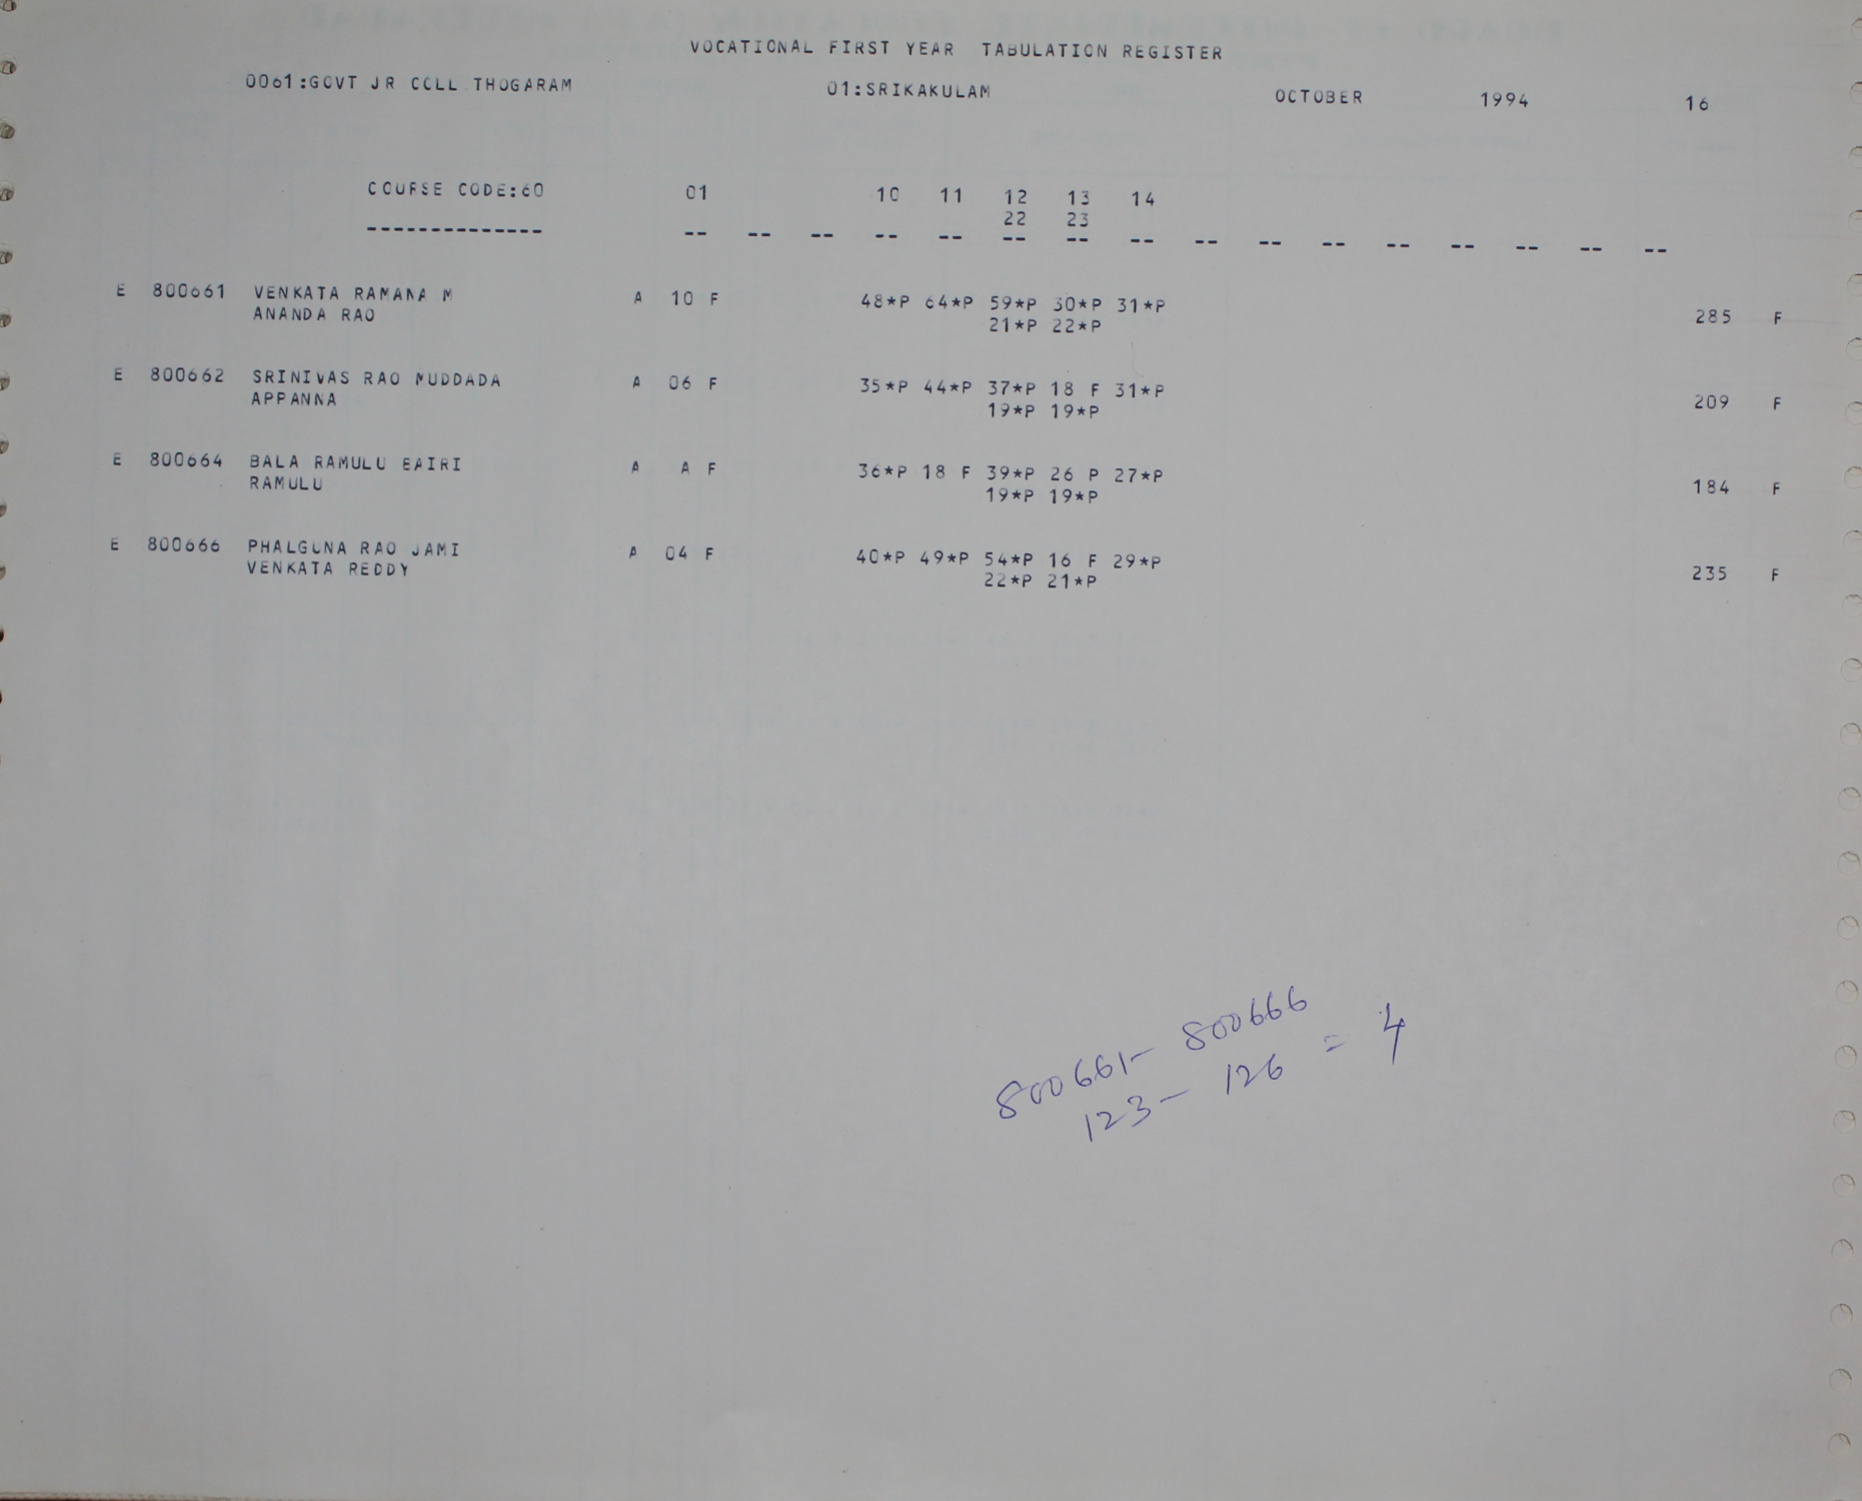 VOCATIONAL FIRST YEAR TABULATION REGISTER
0061:GOVT JR COLL THOGARAM 01:SRIKAKULAM OCTOBER 1994 16
COURSE CODE:60 01 10 11 12 13 14
22 23
-------------- -- -- -- -- -- -- -- -- -- -- -- -- -- -- -- --
E 800661 VENKATA RAMANA M A 10 F 48*P 64*P 59*P 30*P 31*P
ANANDA RAO 21*P 22*P 285 F
E 800662 SRINIVAS RAO MUDDADA A 06 F 35*P 44*P 37*P 18 F 31*P
APPANNA 19*P 19*P 209 F
E 800664 BALA RAMULU BAIRI A A F 36*P 18 F 39*P 26 P 27*P
RAMULU 19*P 19*P 184 F
E 800666 PHALGUNA RAO JAMI A 04 F 40*P 49*P 54*P 16 F 29*P
VENKATA REDDY 22*P 21*P 235 F
800661- 800666
123- 126 = 4